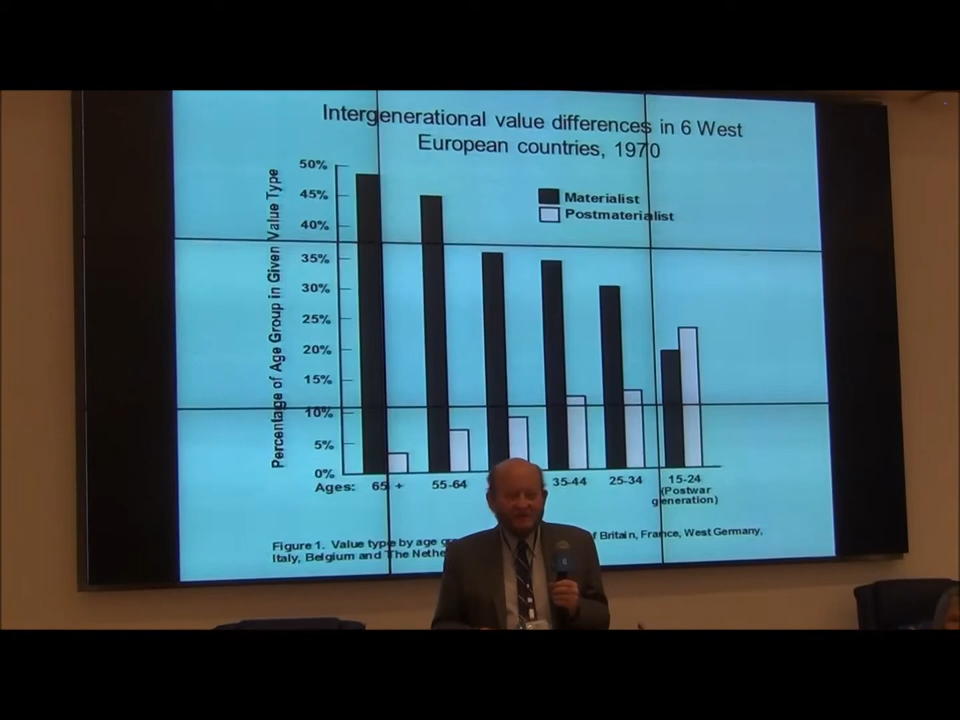 Intergenerational value differences in 6 West
European countries, 1970
Percentage of Age Group in Given Value Type
50%
45%
40%
35%
30%
25%
20%
15%
10%
5%
0%
Materialist
Postmaterialist
Ages: 65 + 55-64 35-44 25-34 15-24
(Postwar
generation)
Figure 1. Value type by age of Britain, France, West Germany,
Italy, Belgium and The